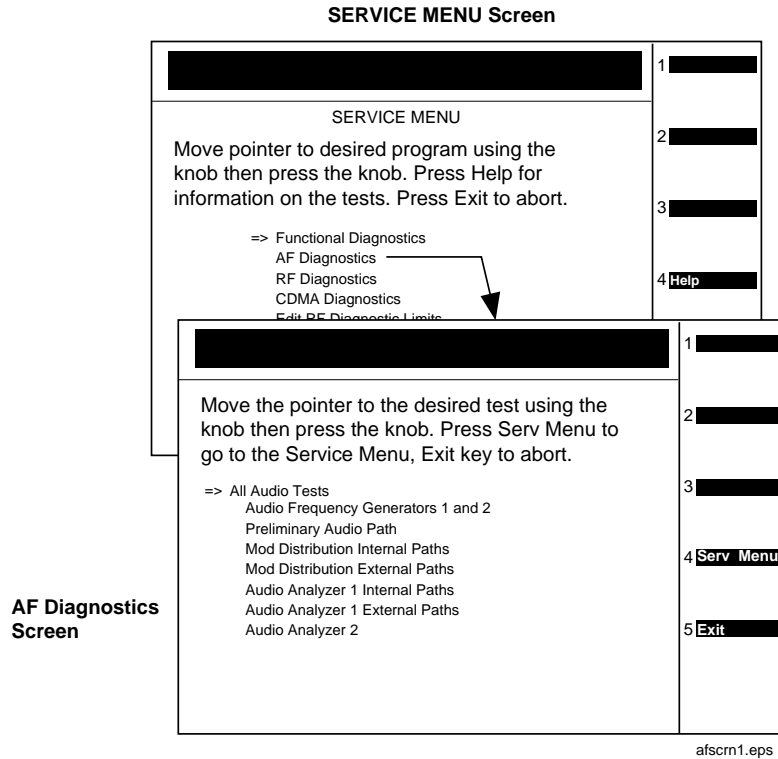 SERVICE MENU Screen
1
SERVICE MENU
2
Move pointer to desired program using the
knob then press the knob. Press Help for
information on the tests. Press Exit to abort.
3
=> Functional Diagnostics
AF Diagnostics
RF Diagnostics
4 Help
CDMA Diagnostics
Edit RF Diagnostic Limits
1
Move the pointer to the desired test using the
knob then press the knob. Press Serv Menu to
go to the Service Menu, Exit key to abort.
2
3
=> All Audio Tests
Audio Frequency Generators 1 and 2
Preliminary Audio Path
Mod Distribution Internal Paths
Mod Distribution External Paths
4 Serv Menu
Audio Analyzer 1 Internal Paths
Audio Analyzer 1 External Paths
Audio Analyzer 2
5 Exit
AF Diagnostics
Screen
afscrn1.eps